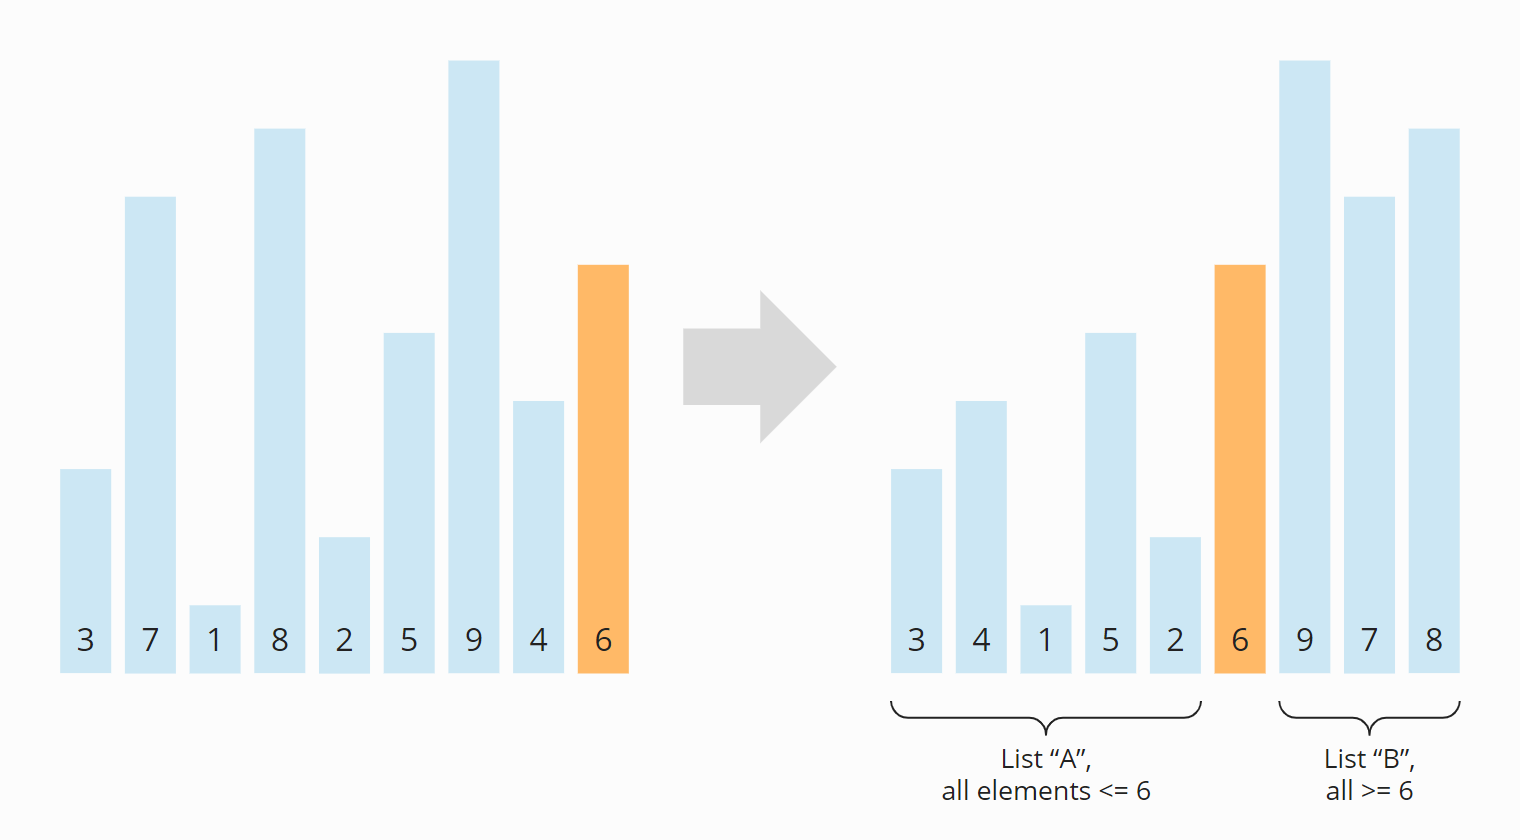 3 7 1 8 2 5 9 4 6
3 4 1 5 2 6 9 7 8
List “A”,
all elements <= 6
List “B”,
all >= 6